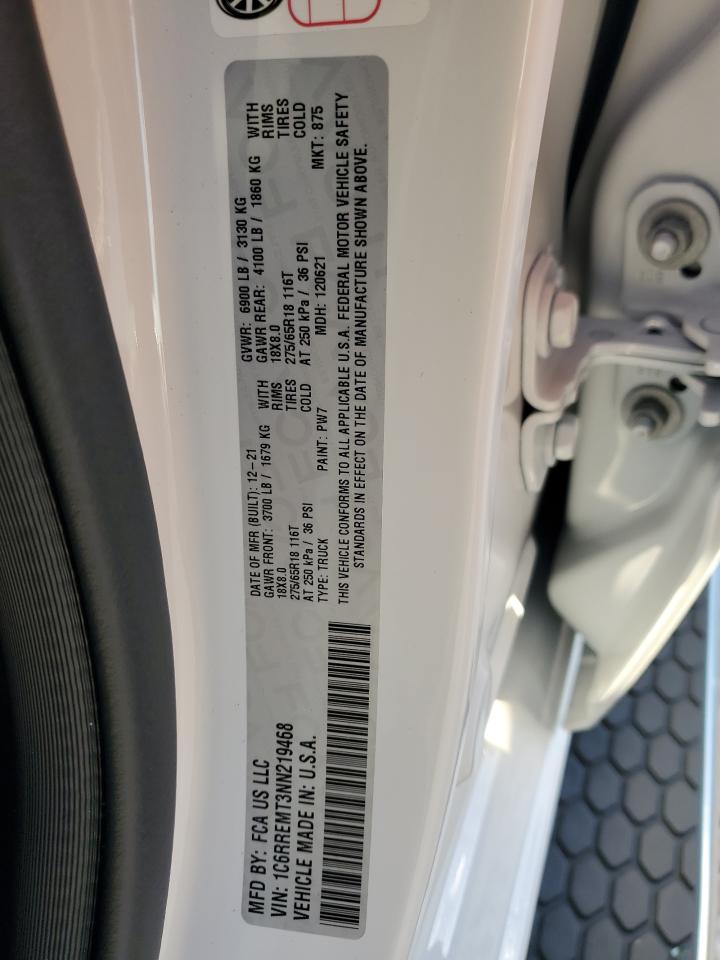 MFD BY: FCA US LLC
VIN: 1C6RREMT3NN219468
VEHICLE MADE IN: U.S.A.
DATE OF MFR (BUILT): 12-21 GVWR: 6900 LB / 3130 KG
GAWR FRONT: 3700 LB / 1679 KG WITH GAWR REAR: 4100 LB / 1860 KG WITH
18X8.0 RIMS 18X8.0 RIMS
275/65R18 116T TIRES 275/65R18 116T TIRES
AT 250 kPa / 36 PSI COLD AT 250 kPa / 36 PSI COLD
TYPE: TRUCK PAINT: PW7 MDH: 120621 MKT: 875
THIS VEHICLE CONFORMS TO ALL APPLICABLE U.S.A. FEDERAL MOTOR VEHICLE SAFETY
STANDARDS IN EFFECT ON THE DATE OF MANUFACTURE SHOWN ABOVE.